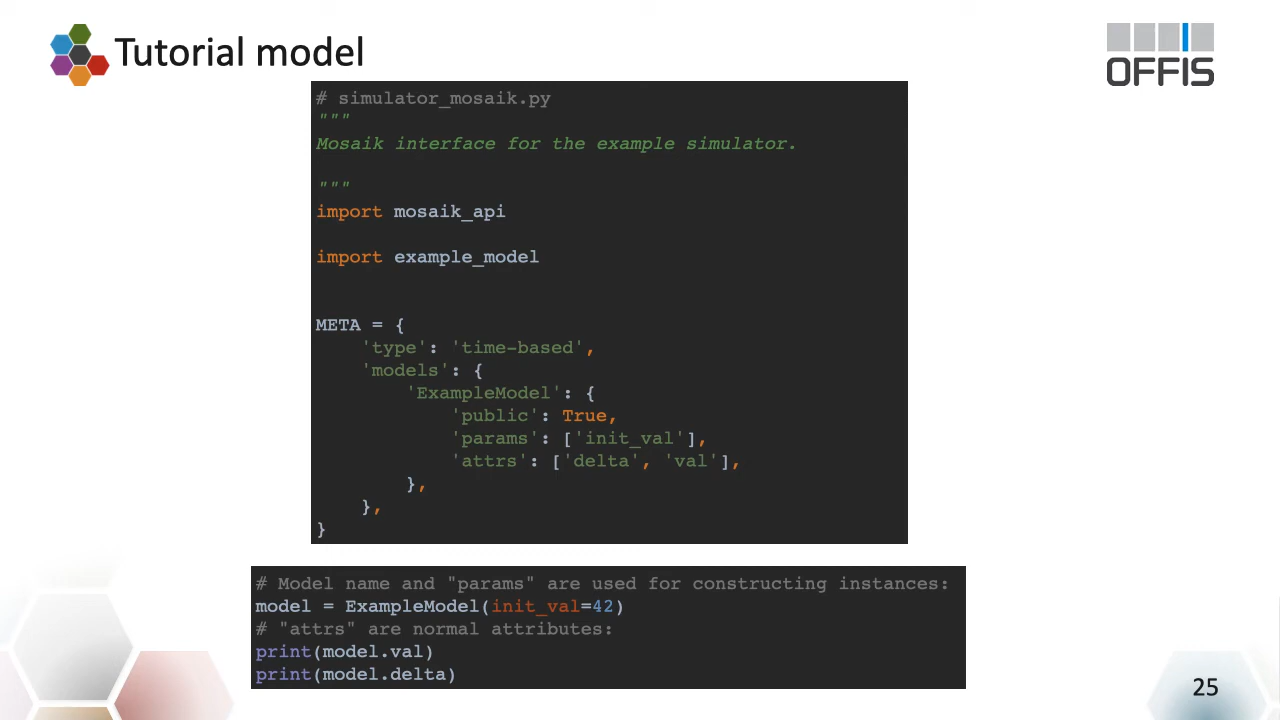 Tutorial model
OFFIS
# simulator_mosaik.py
"""
Mosaik interface for the example simulator.
"""
import mosaik_api
import example_model
META = {
    'type': 'time-based',
    'models': {
        'ExampleModel': {
            'public': True,
            'params': ['init_val'],
            'attrs': ['delta', 'val'],
        },
    },
}
# Model name and "params" are used for constructing instances:
model = ExampleModel(init_val=42)
# "attrs" are normal attributes:
print(model.val)
print(model.delta)
25